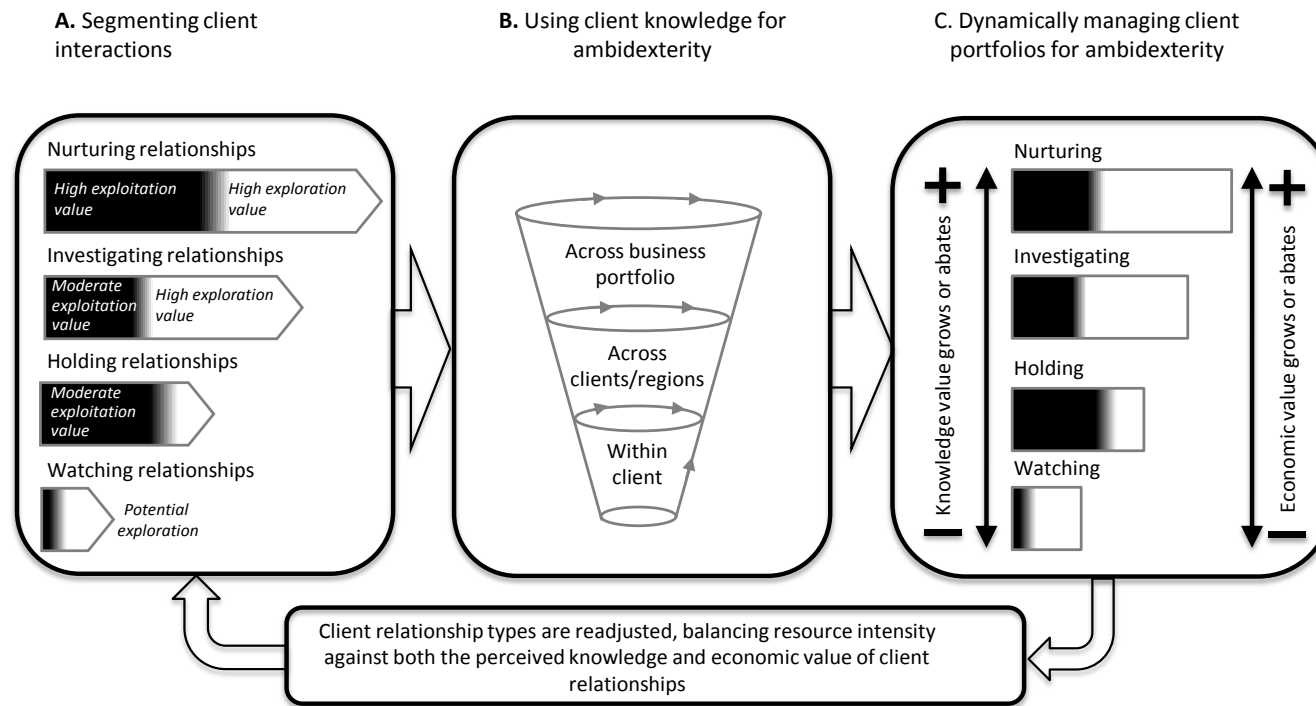 A. Segmenting client
interactions
B. Using client knowledge for
ambidexterity
C. Dynamically managing client
portfolios for ambidexterity
Nurturing relationships
High exploitation
value
High exploration
value
Investigating relationships
Moderate
exploitation
value
High exploration
value
Holding relationships
Moderate
exploitation
value
Watching relationships
Potential
exploration
Across business
portfolio
Across
clients/regions
Within
client
Knowledge value grows or abates
+
−
Nurturing
Investigating
Holding
Watching
+
−
Economic value grows or abates
Client relationship types are readjusted, balancing resource intensity
against both the perceived knowledge and economic value of client
relationships